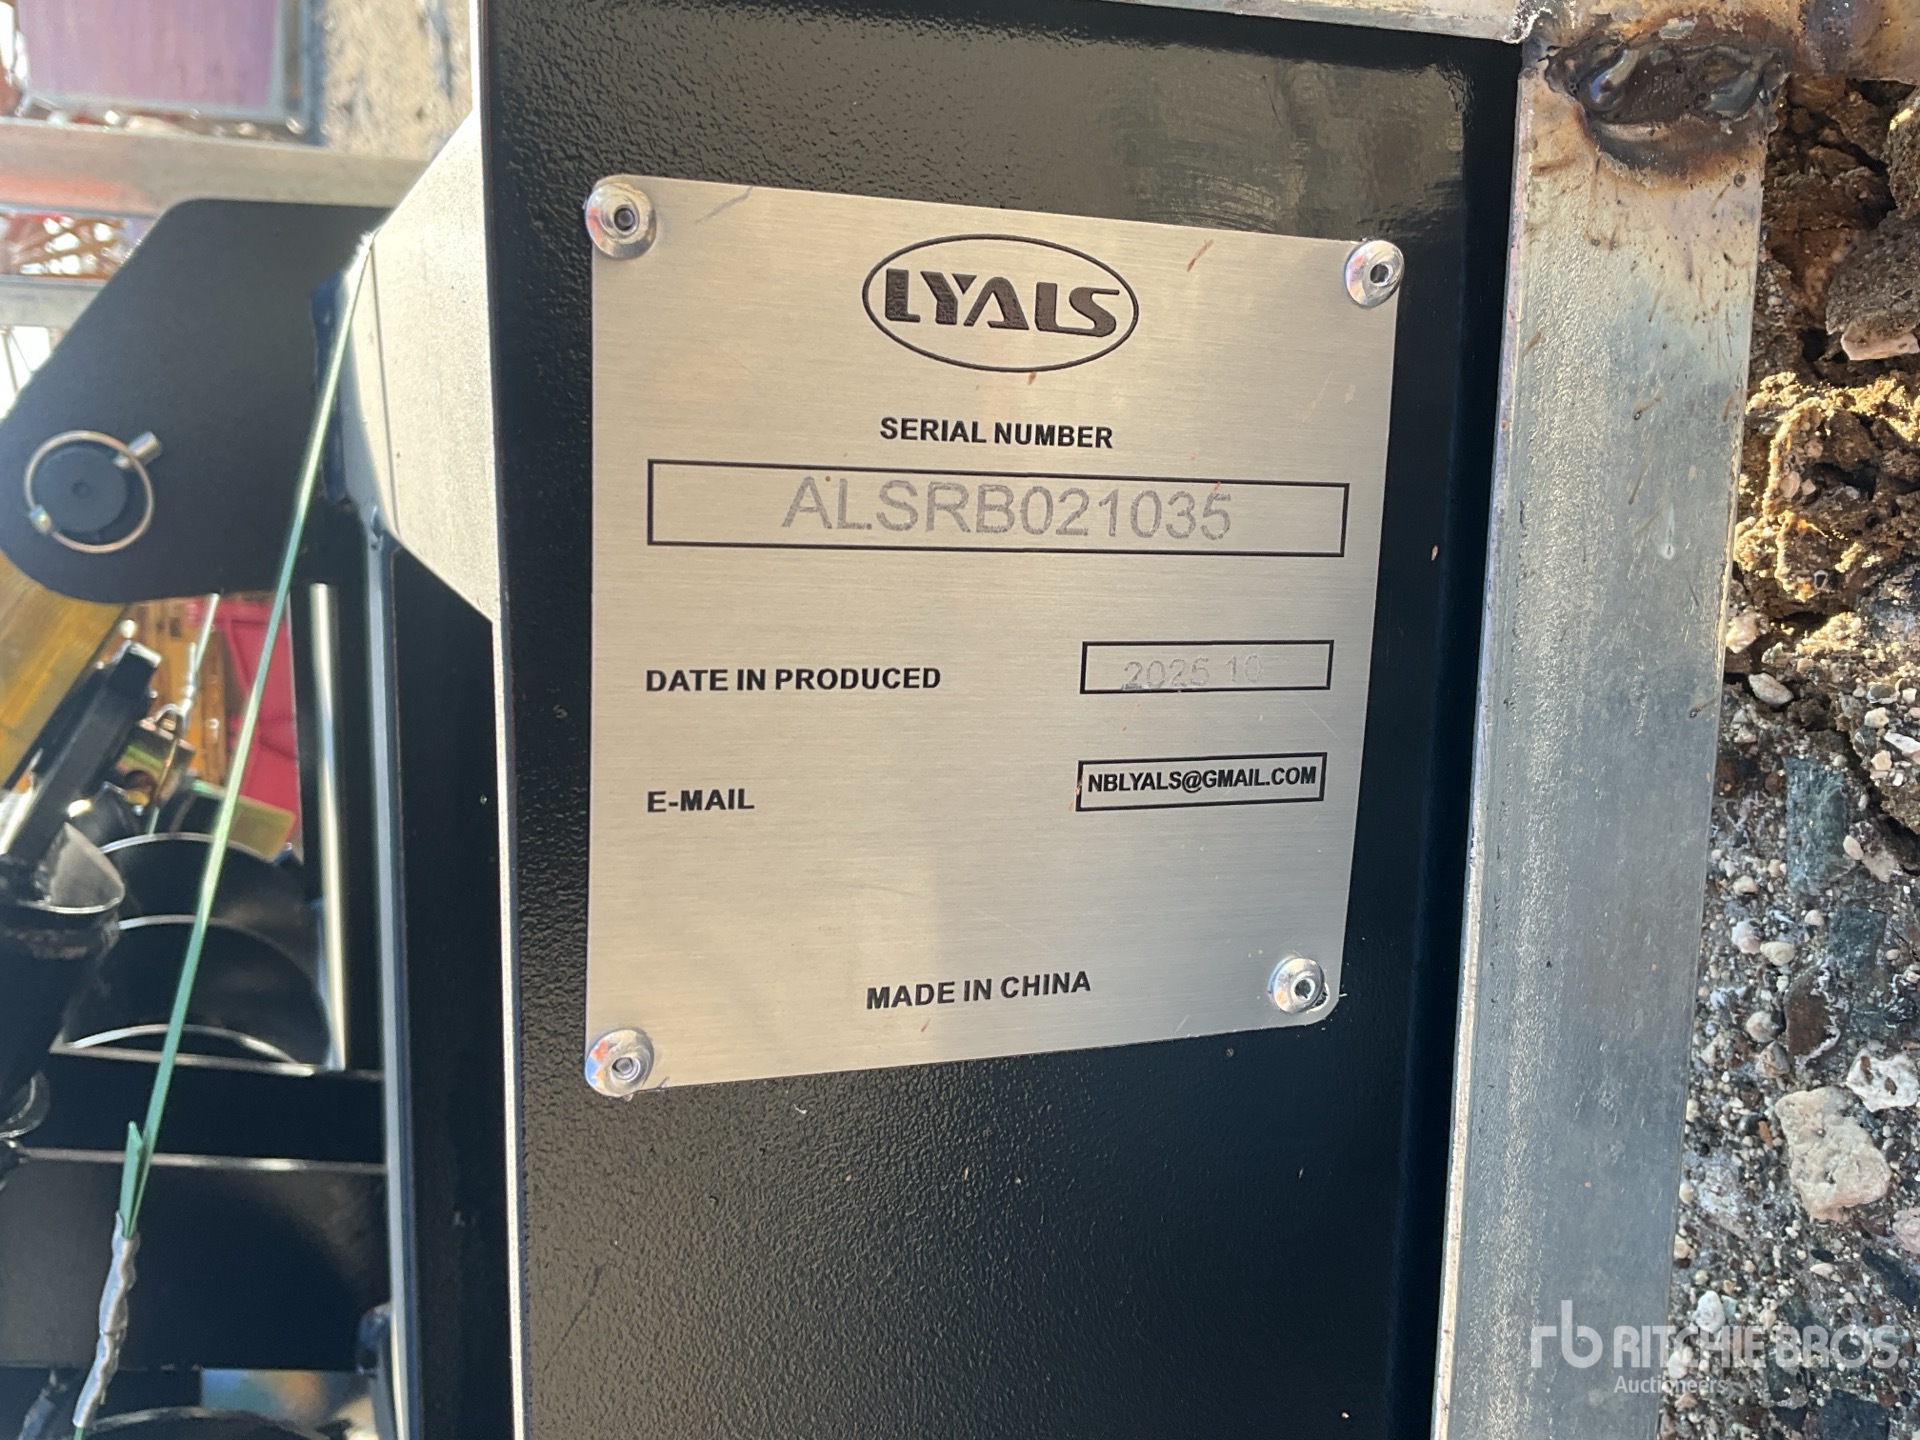 LYALS
SERIAL NUMBER
ALSRB021035
DATE IN PRODUCED
2025 10
E-MAIL
NBLYALS@GMAIL.COM
MADE IN CHINA
rb RITCHIE BROS.
Auctioneers